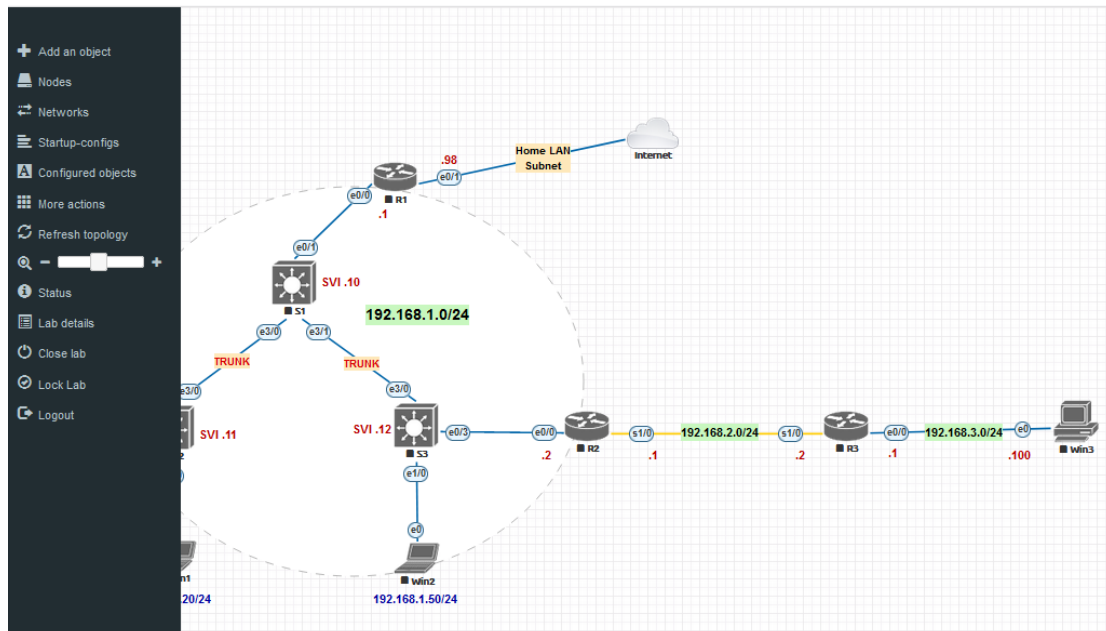 Add an object
Nodes
Networks
Startup-configs
Configured objects
More actions
Refresh topology
Status
Lab details
Close lab
Lock Lab
Logout
Internet
Home LAN
Subnet
.98
e0/1
R1
e0/0
.1
e0/1
SVI .10
S1
192.168.1.0/24
e3/0
e3/1
TRUNK
TRUNK
e3/0
e3/0
SVI .11
SVI .12
S3
e0/3
e0/0
.2
R2
s1/0
.1
192.168.2.0/24
s1/0
.2
R3
e0/0
.1
192.168.3.0/24
e0
.100
Win3
e1/0
e0
Win2
.20/24
192.168.1.50/24